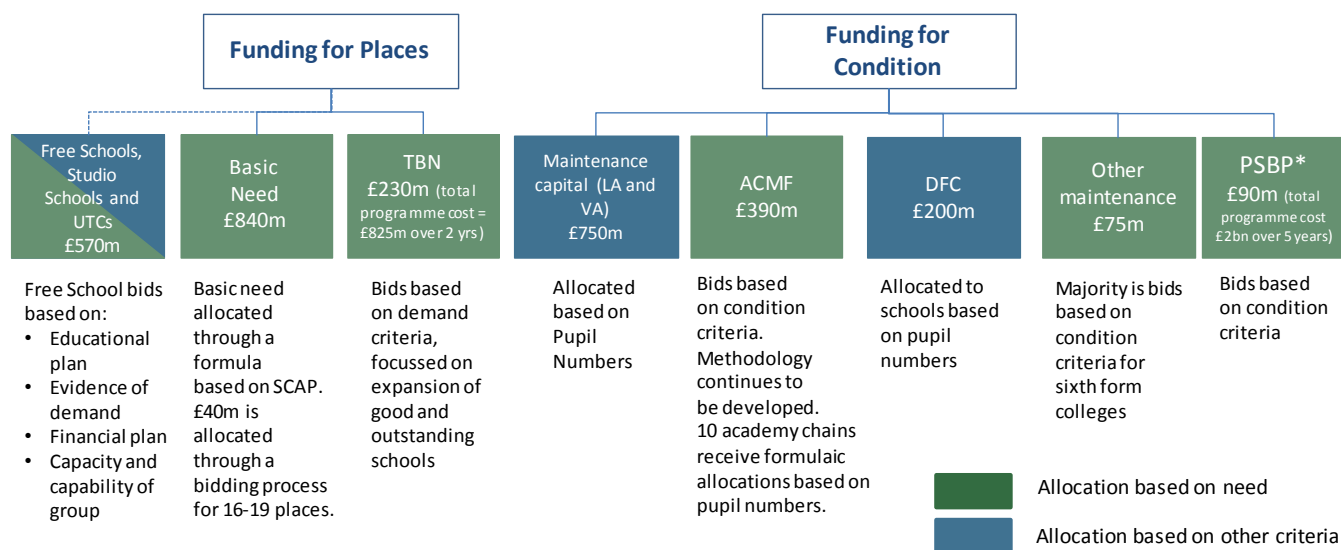 Funding for Places
Funding for
Condition
Free Schools,
Studio
Schools and
UTCs
£570m
Basic
Need
£840m
TBN
£230m (total
programme cost =
£825m over 2 yrs)
Maintenance
capital (LA and
VA)
£750m
ACMF
£390m
DFC
£200m
Other
maintenance
£75m
PSBP*
£90m (total
programme cost
£2bn over 5 years)
Free School bids
based on:
• Educational
plan
• Evidence of
demand
• Financial plan
• Capacity and
capability of
group
Basic need
allocated
through a
formula
based on SCAP.
£40m is
allocated
through a
bidding process
for 16-19 places.
Bids based
on demand
criteria,
focussed on
expansion of
good and
outstanding
schools
Allocated
based on
Pupil
Numbers
Bids based
on condition
criteria.
Methodology
continues to
be developed.
10 academy chains
receive formulaic
allocations based on
pupil numbers.
Allocated to
schools based
on pupil
numbers
Majority is bids
based on
condition
criteria for
sixth form
colleges
Bids based on
condition
criteria
Allocation based on need
Allocation based on other criteria